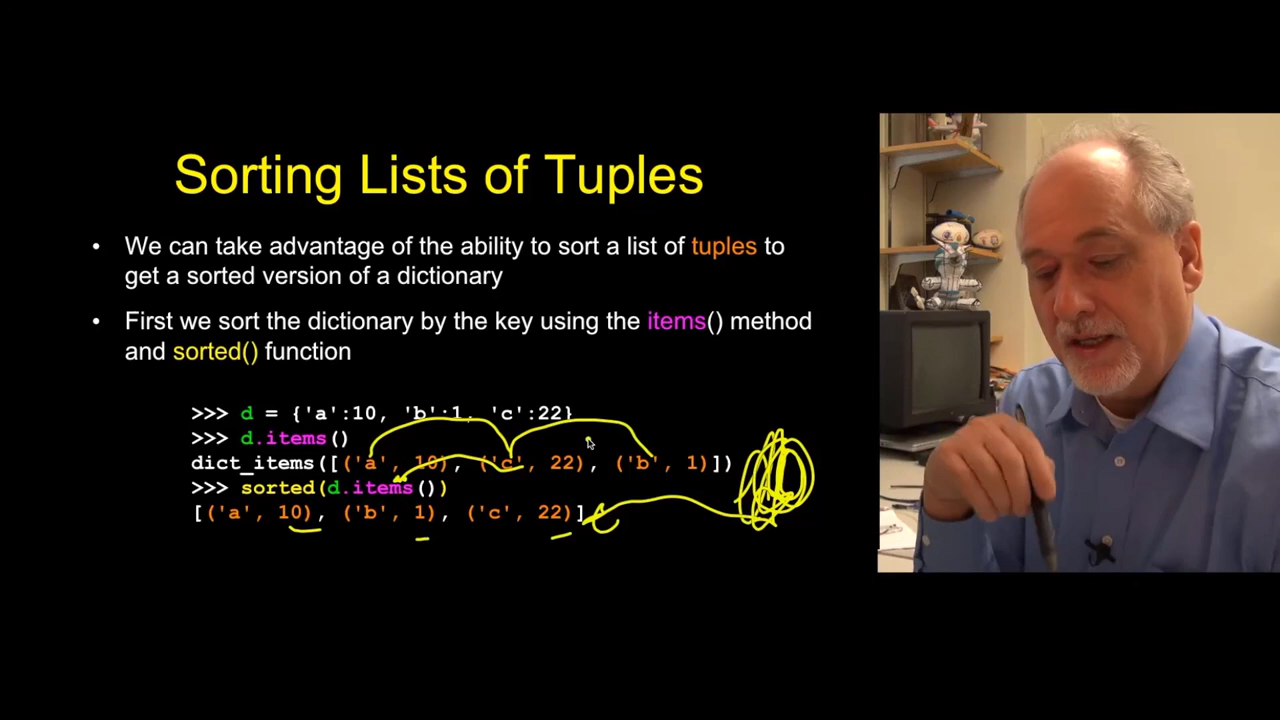 Sorting Lists of Tuples
• We can take advantage of the ability to sort a list of tuples to
get a sorted version of a dictionary
• First we sort the dictionary by the key using the items() method
and sorted() function
>>> d = {'a':10, 'b':1, 'c':22}
>>> d.items()
dict_items([('a', 10), ('c', 22), ('b', 1)])
>>> sorted(d.items())
[('a', 10), ('b', 1), ('c', 22)]